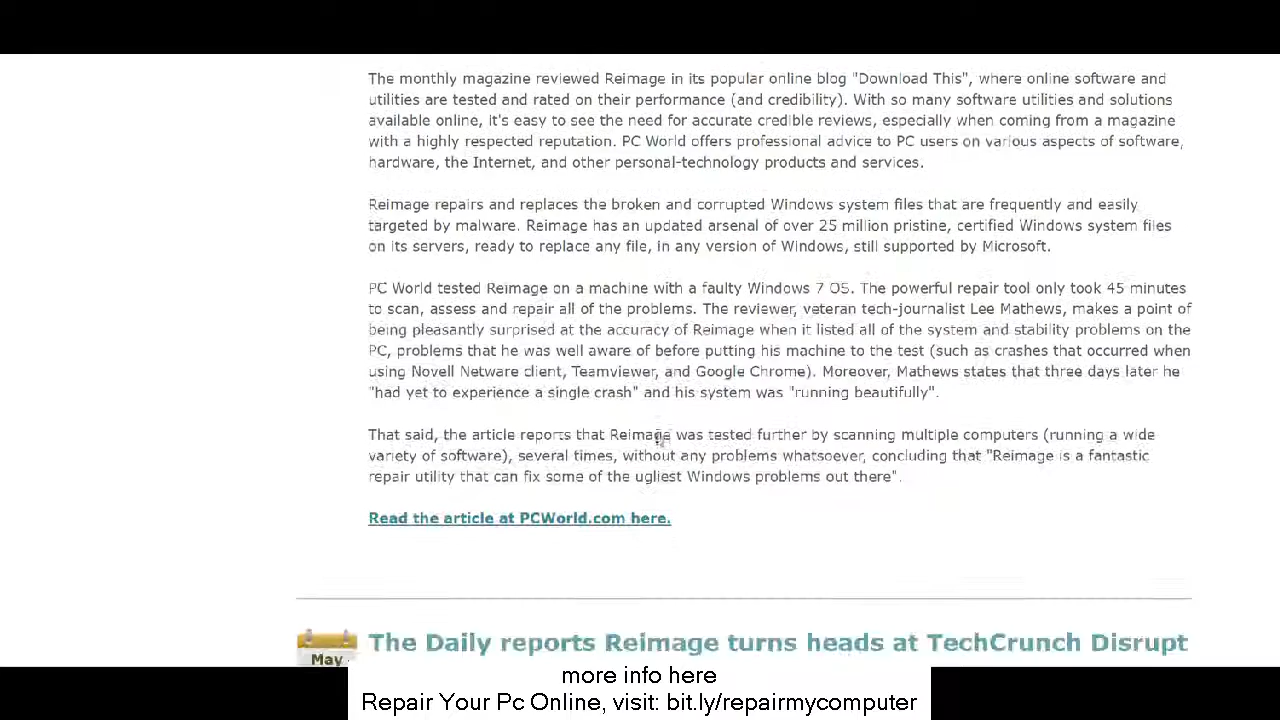 The monthly magazine reviewed Reimage in its popular online blog "Download This", where online software and
utilities are tested and rated on their performance (and credibility). With so many software utilities and solutions
available online, it's easy to see the need for accurate credible reviews, especially when coming from a magazine
with a highly respected reputation. PC World offers professional advice to PC users on various aspects of software,
hardware, the Internet, and other personal-technology products and services.
Reimage repairs and replaces the broken and corrupted Windows system files that are frequently and easily
targeted by malware. Reimage has an updated arsenal of over 25 million pristine, certified Windows system files
on its servers, ready to replace any file, in any version of Windows, still supported by Microsoft.
PC World tested Reimage on a machine with a faulty Windows 7 OS. The powerful repair tool only took 45 minutes
to scan, assess and repair all of the problems. The reviewer, veteran tech-journalist Lee Mathews, makes a point of
being pleasantly surprised at the accuracy of Reimage when it listed all of the system and stability problems on the
PC, problems that he was well aware of before putting his machine to the test (such as crashes that occurred when
using Novell Netware client, Teamviewer, and Google Chrome). Moreover, Mathews states that three days later he
"had yet to experience a single crash" and his system was "running beautifully".
That said, the article reports that Reimage was tested further by scanning multiple computers (running a wide
variety of software), several times, without any problems whatsoever, concluding that "Reimage is a fantastic
repair utility that can fix some of the ugliest Windows problems out there".
Read the article at PCWorld.com here.
The Daily reports Reimage turns heads at TechCrunch Disrupt
May
more info here
Repair Your Pc Online, visit: bit.ly/repairmycomputer